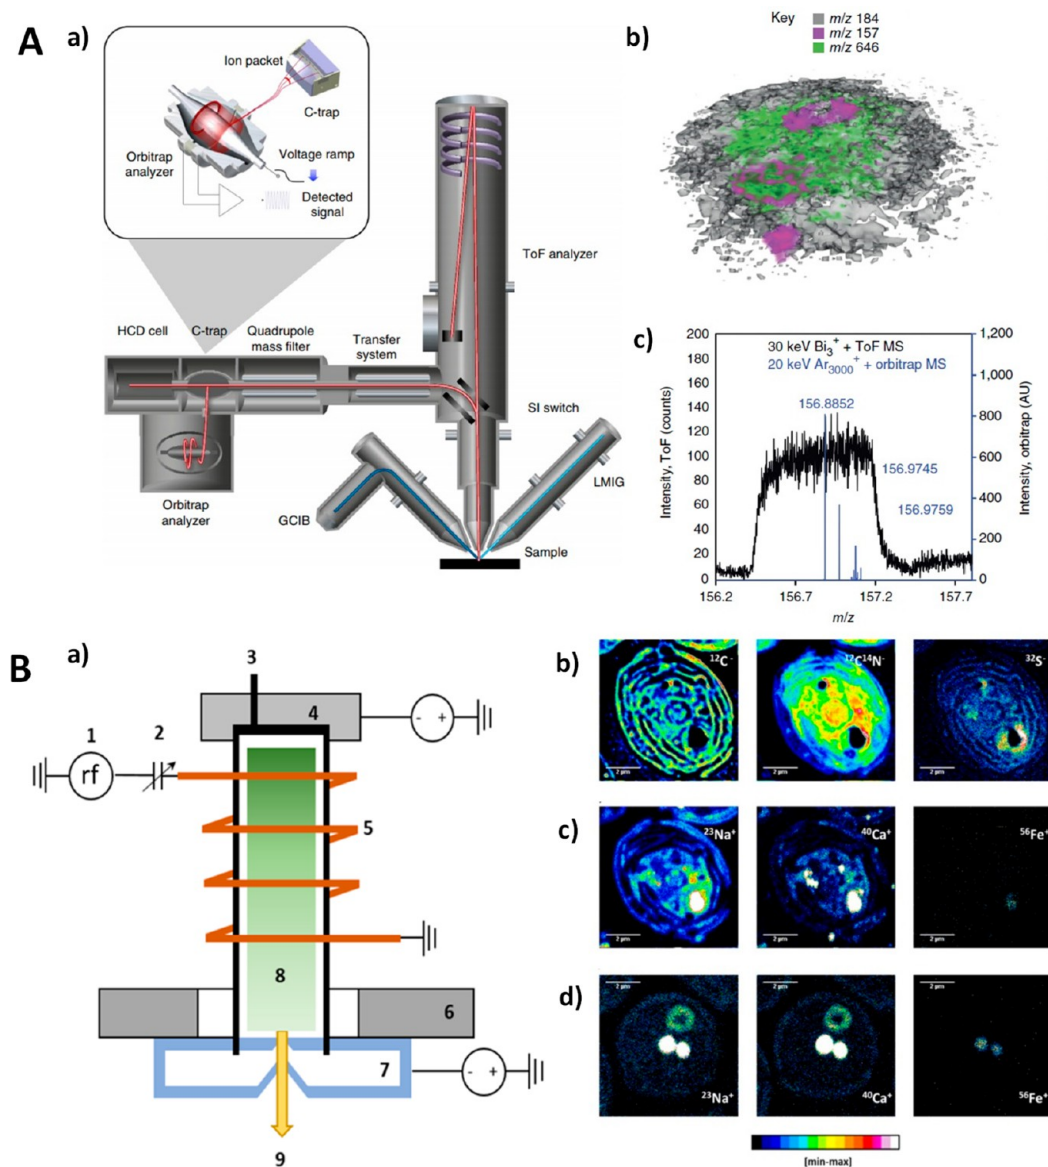 A
a)
Ion packet
C-trap
Orbitrap
analyzer
Voltage ramp
Detected
signal
ToF analyzer
HCD cell
C-trap
Quadrupole
mass filter
Transfer
system
SI switch
LMIG
GCIB
Orbitrap
analyzer
Sample
b)
Key
m/z 184
m/z 157
m/z 646
c)
30 keV Bi₃⁺ + ToF MS
20 keV Ar₃₀₀₀⁺ + orbitrap MS
156.8852
156.9745
156.9759
Intensity, ToF (counts)
200
180
160
140
120
100
80
60
40
20
0
1,200
1,000
800
600
400
200
0
Intensity, orbitrap (AU)
156.2
156.7
157.2
157.7
m/z
B
a)
3
4
- +
1
2
rf
5
8
6
7
- +
9
b)
¹²C⁻
2 µm
¹²C¹⁴N⁻
2 µm
³²S⁻
2 µm
c)
²³Na⁺
2 µm
⁴⁰Ca⁺
2 µm
⁵⁶Fe⁺
2 µm
d)
2 µm
²³Na⁺
2 µm
⁴⁰Ca⁺
2 µm
⁵⁶Fe⁺
[min-max]